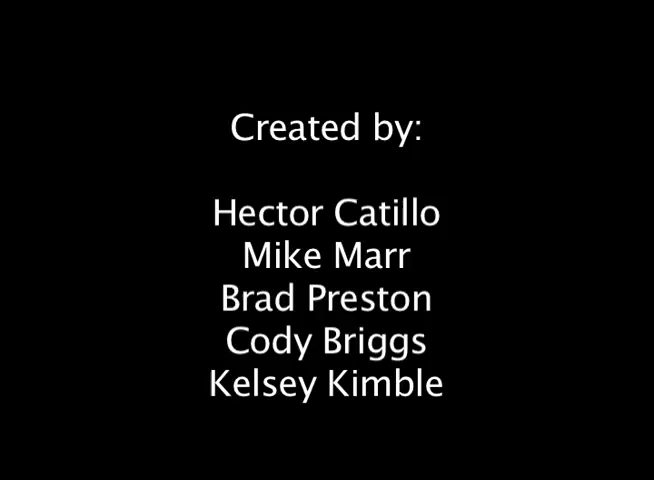 Created by:
Hector Catillo
Mike Marr
Brad Preston
Cody Briggs
Kelsey Kimble